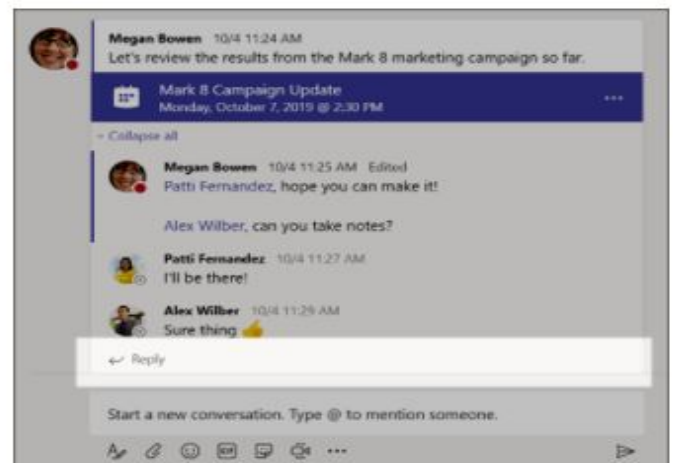 Megan Bowen 10/4 11:24 AM
Let's review the results from the Mark 8 marketing campaign so far.
Mark 8 Campaign Update
Monday, October 7, 2019 @ 2:30 PM
Collapse all
Megan Bowen 10/4 11:25 AM Edited
Patti Fernandez, hope you can make it!
Alex Wilber, can you take notes?
Patti Fernandez 10/4 11:27 AM
I'll be there!
Alex Wilber 10/4 11:29 AM
Sure thing 👍
Reply
Start a new conversation. Type @ to mention someone.
GIF